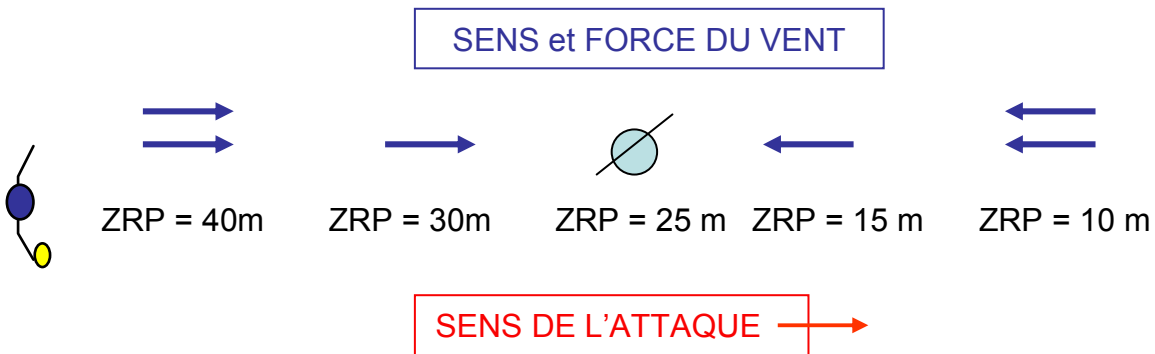 SENS et FORCE DU VENT
ZRP = 40m ZRP = 30m ZRP = 25 m ZRP = 15 m ZRP = 10 m
SENS DE L'ATTAQUE